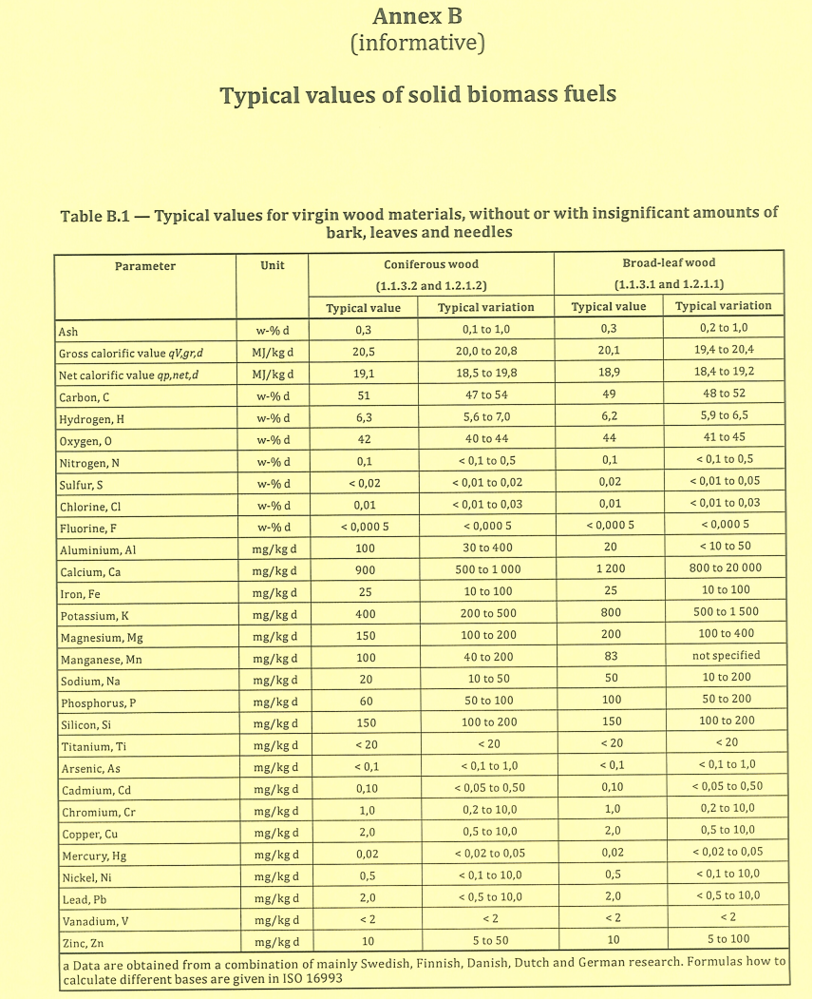 Annex B
(informative)
Typical values of solid biomass fuels
Table B.1 — Typical values for virgin wood materials, without or with insignificant amounts of
bark, leaves and needles
Parameter Unit Coniferous wood Broad-leaf wood
(1.1.3.2 and 1.2.1.2) (1.1.3.1 and 1.2.1.1)
Typical value Typical variation Typical value Typical variation
Ash w-% d 0,3 0,1 to 1,0 0,3 0,2 to 1,0
Gross calorific value qV,gr,d MJ/kg d 20,5 20,0 to 20,8 20,1 19,4 to 20,4
Net calorific value qp,net,d MJ/kg d 19,1 18,5 to 19,8 18,9 18,4 to 19,2
Carbon, C w-% d 51 47 to 54 49 48 to 52
Hydrogen, H w-% d 6,3 5,6 to 7,0 6,2 5,9 to 6,5
Oxygen, O w-% d 42 40 to 44 44 41 to 45
Nitrogen, N w-% d 0,1 < 0,1 to 0,5 0,1 < 0,1 to 0,5
Sulfur, S w-% d < 0,02 < 0,01 to 0,02 0,02 < 0,01 to 0,05
Chlorine, Cl w-% d 0,01 < 0,01 to 0,03 0,01 < 0,01 to 0,03
Fluorine, F w-% d < 0,000 5 < 0,000 5 < 0,000 5 < 0,000 5
Aluminium, Al mg/kg d 100 30 to 400 20 < 10 to 50
Calcium, Ca mg/kg d 900 500 to 1 000 1 200 800 to 20 000
Iron, Fe mg/kg d 25 10 to 100 25 10 to 100
Potassium, K mg/kg d 400 200 to 500 800 500 to 1 500
Magnesium, Mg mg/kg d 150 100 to 200 200 100 to 400
Manganese, Mn mg/kg d 100 40 to 200 83 not specified
Sodium, Na mg/kg d 20 10 to 50 50 10 to 200
Phosphorus, P mg/kg d 60 50 to 100 100 50 to 200
Silicon, Si mg/kg d 150 100 to 200 150 100 to 200
Titanium, Ti mg/kg d < 20 < 20 < 20 < 20
Arsenic, As mg/kg d < 0,1 < 0,1 to 1,0 < 0,1 < 0,1 to 1,0
Cadmium, Cd mg/kg d 0,10 < 0,05 to 0,50 0,10 < 0,05 to 0,50
Chromium, Cr mg/kg d 1,0 0,2 to 10,0 1,0 0,2 to 10,0
Copper, Cu mg/kg d 2,0 0,5 to 10,0 2,0 0,5 to 10,0
Mercury, Hg mg/kg d 0,02 < 0,02 to 0,05 0,02 < 0,02 to 0,05
Nickel, Ni mg/kg d 0,5 < 0,1 to 10,0 0,5 < 0,1 to 10,0
Lead, Pb mg/kg d 2,0 < 0,5 to 10,0 2,0 < 0,5 to 10,0
Vanadium, V mg/kg d < 2 < 2 < 2 < 2
Zinc, Zn mg/kg d 10 5 to 50 10 5 to 100
a Data are obtained from a combination of mainly Swedish, Finnish, Danish, Dutch and German research. Formulas how to
calculate different bases are given in ISO 16993